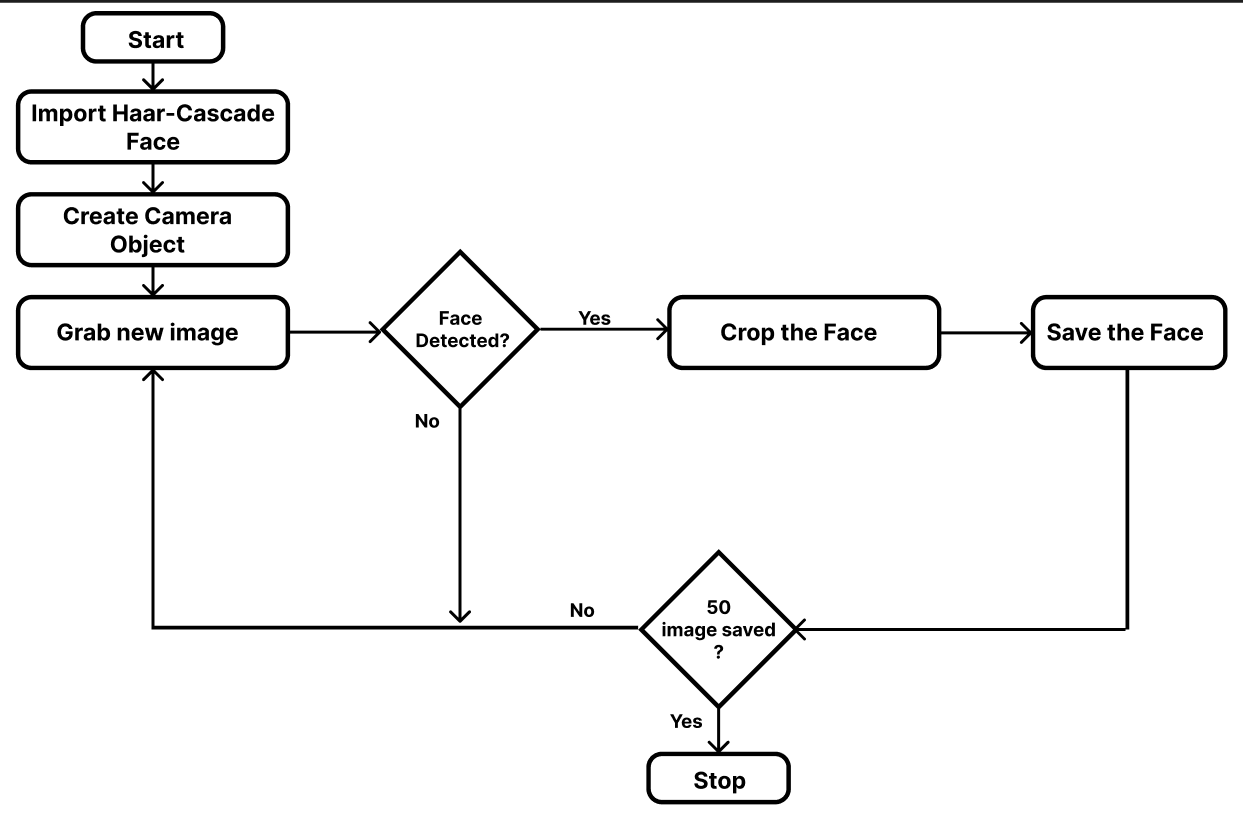 Start
Import Haar-Cascade
Face
Create Camera
Object
Grab new image
Face
Detected?
Yes
Crop the Face
Save the Face
No
No
50
image saved
?
Yes
Stop